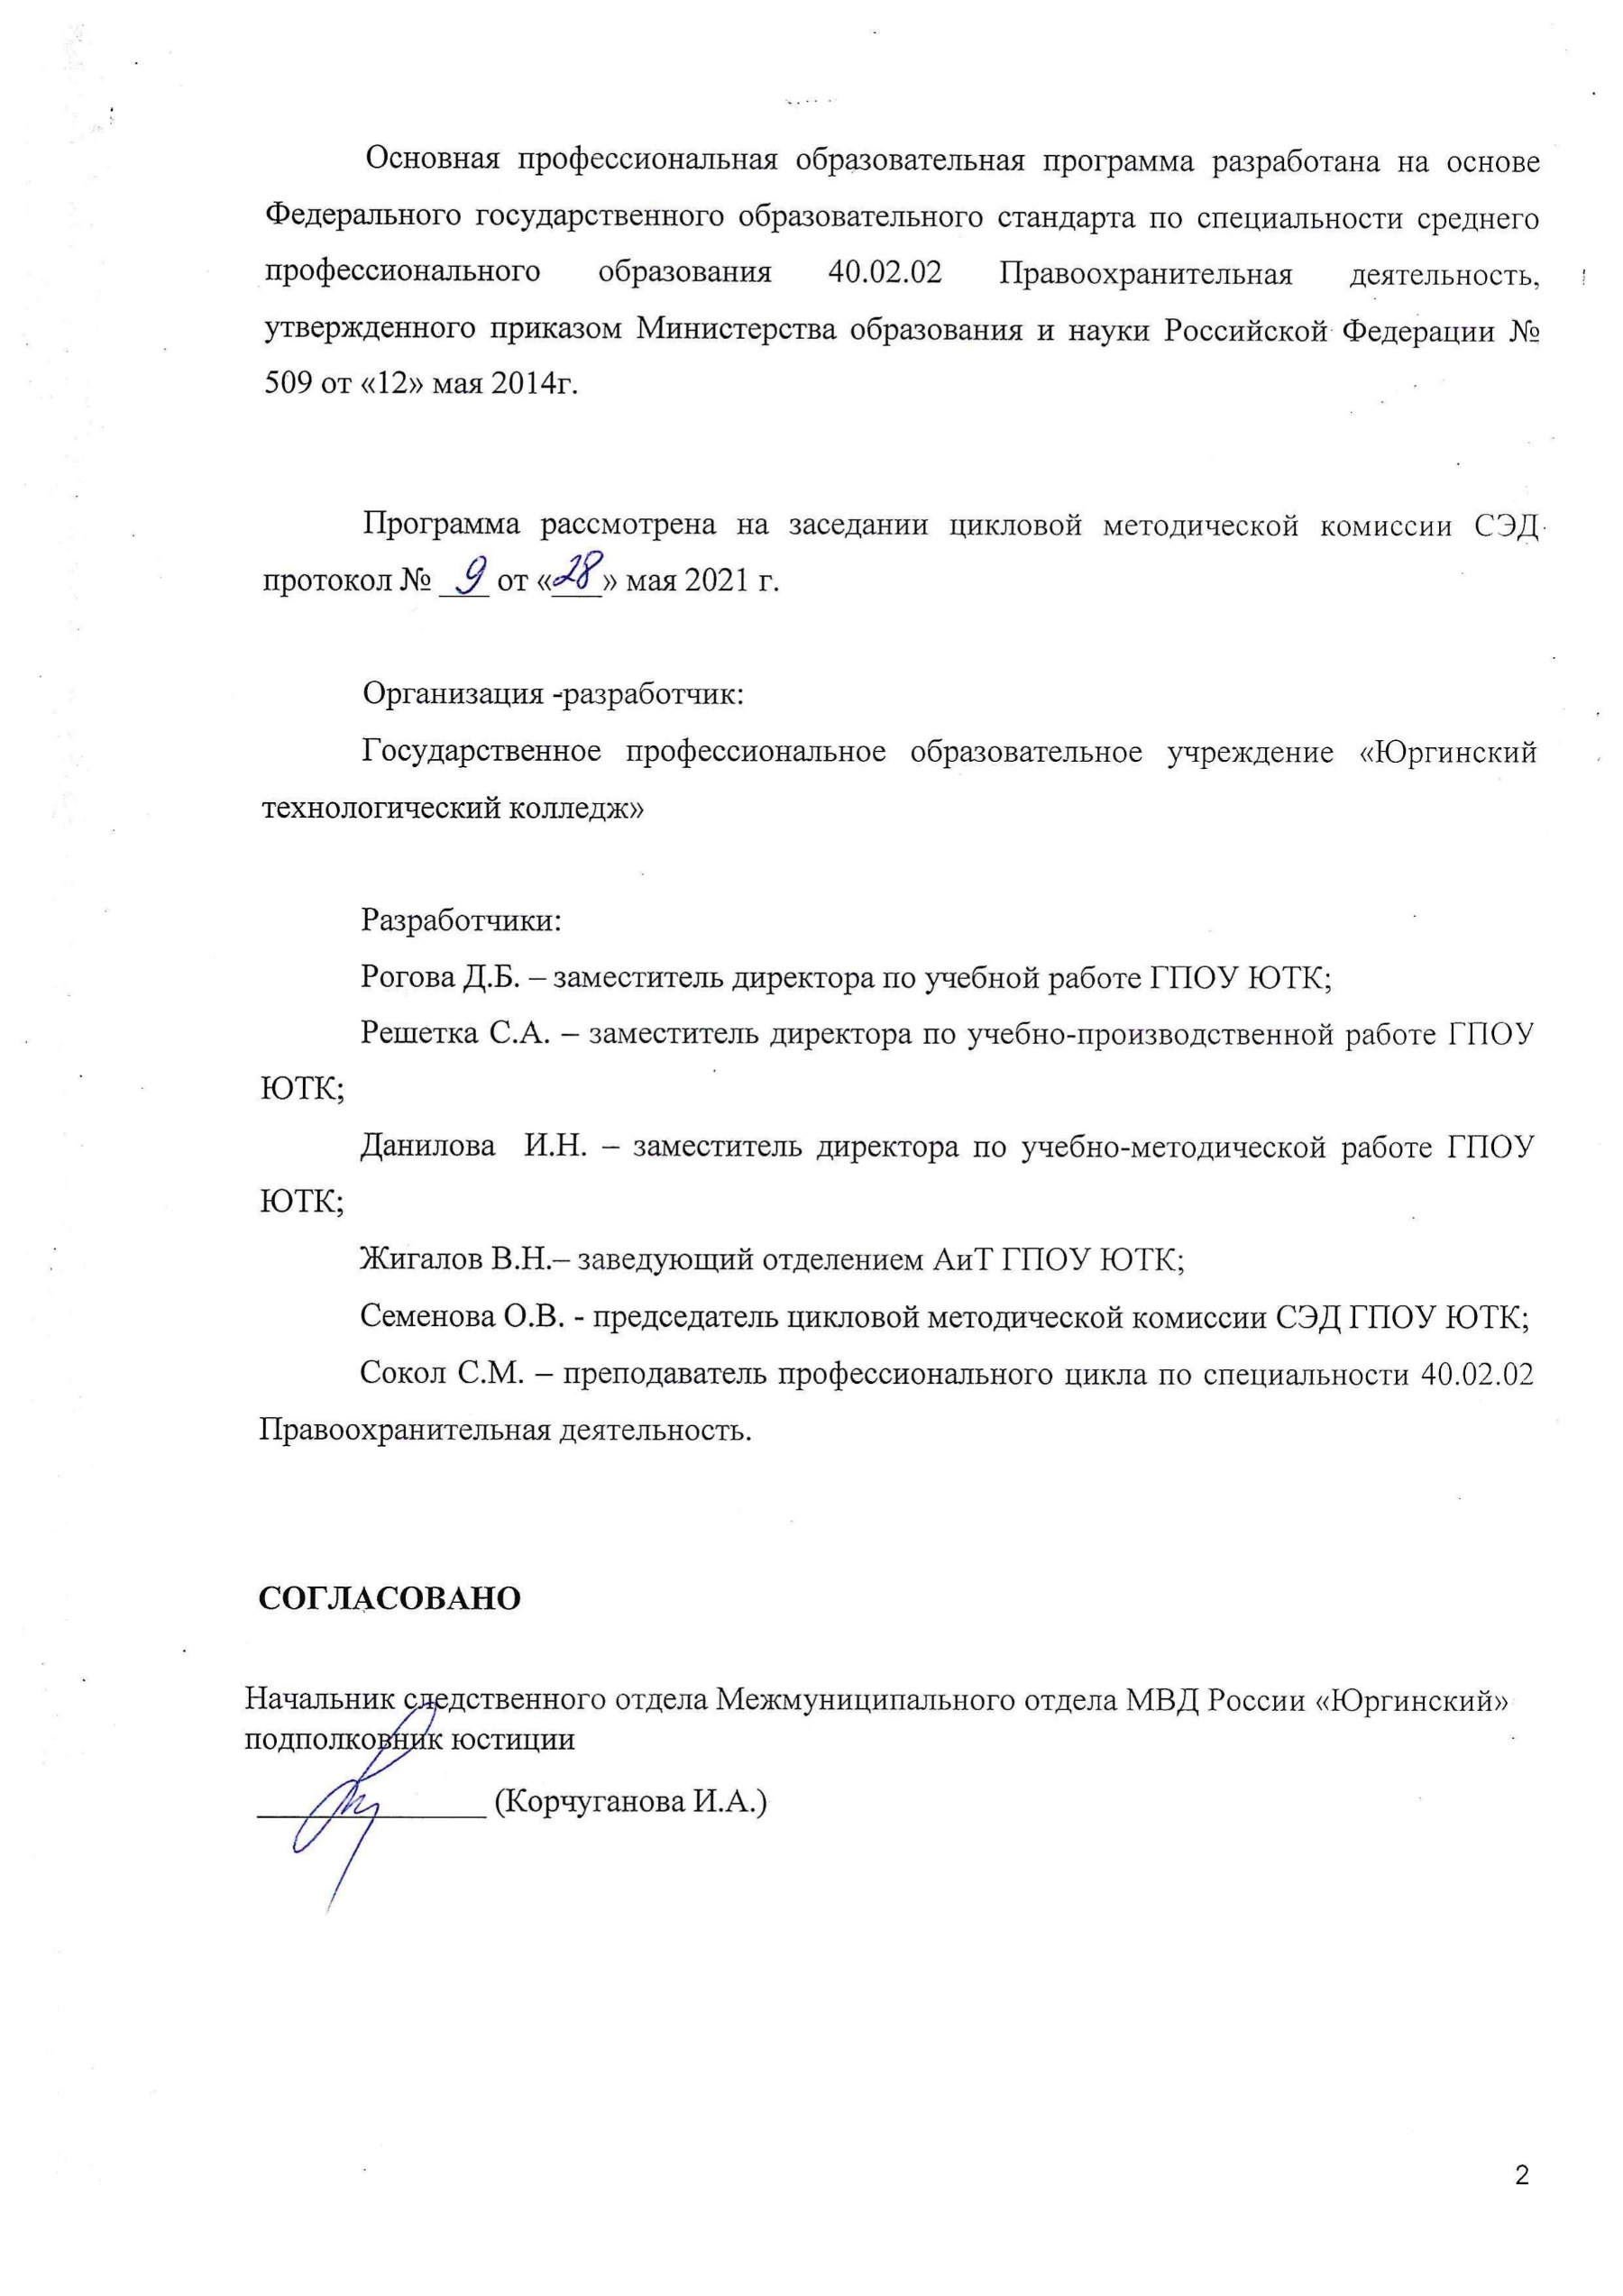 Основная профессиональная образовательная программа разработана на основе
Федерального государственного образовательного стандарта по специальности среднего
профессионального образования 40.02.02 Правоохранительная деятельность,
утвержденного приказом Министерства образования и науки Российской Федерации №
509 от «12» мая 2014г.
Программа рассмотрена на заседании цикловой методической комиссии СЭД
протокол № 9 от «28» мая 2021 г.
Организация -разработчик:
Государственное профессиональное образовательное учреждение «Юргинский
технологический колледж»
Разработчики:
Рогова Д.Б. – заместитель директора по учебной работе ГПОУ ЮТК;
Решетка С.А. – заместитель директора по учебно-производственной работе ГПОУ
ЮТК;
Данилова И.Н. – заместитель директора по учебно-методической работе ГПОУ
ЮТК;
Жигалов В.Н.– заведующий отделением АиТ ГПОУ ЮТК;
Семенова О.В. - председатель цикловой методической комиссии СЭД ГПОУ ЮТК;
Сокол С.М. – преподаватель профессионального цикла по специальности 40.02.02
Правоохранительная деятельность.
СОГЛАСОВАНО
Начальник следственного отдела Межмуниципального отдела МВД России «Юргинский»
подполковник юстиции
(Корчуганова И.А.)
2